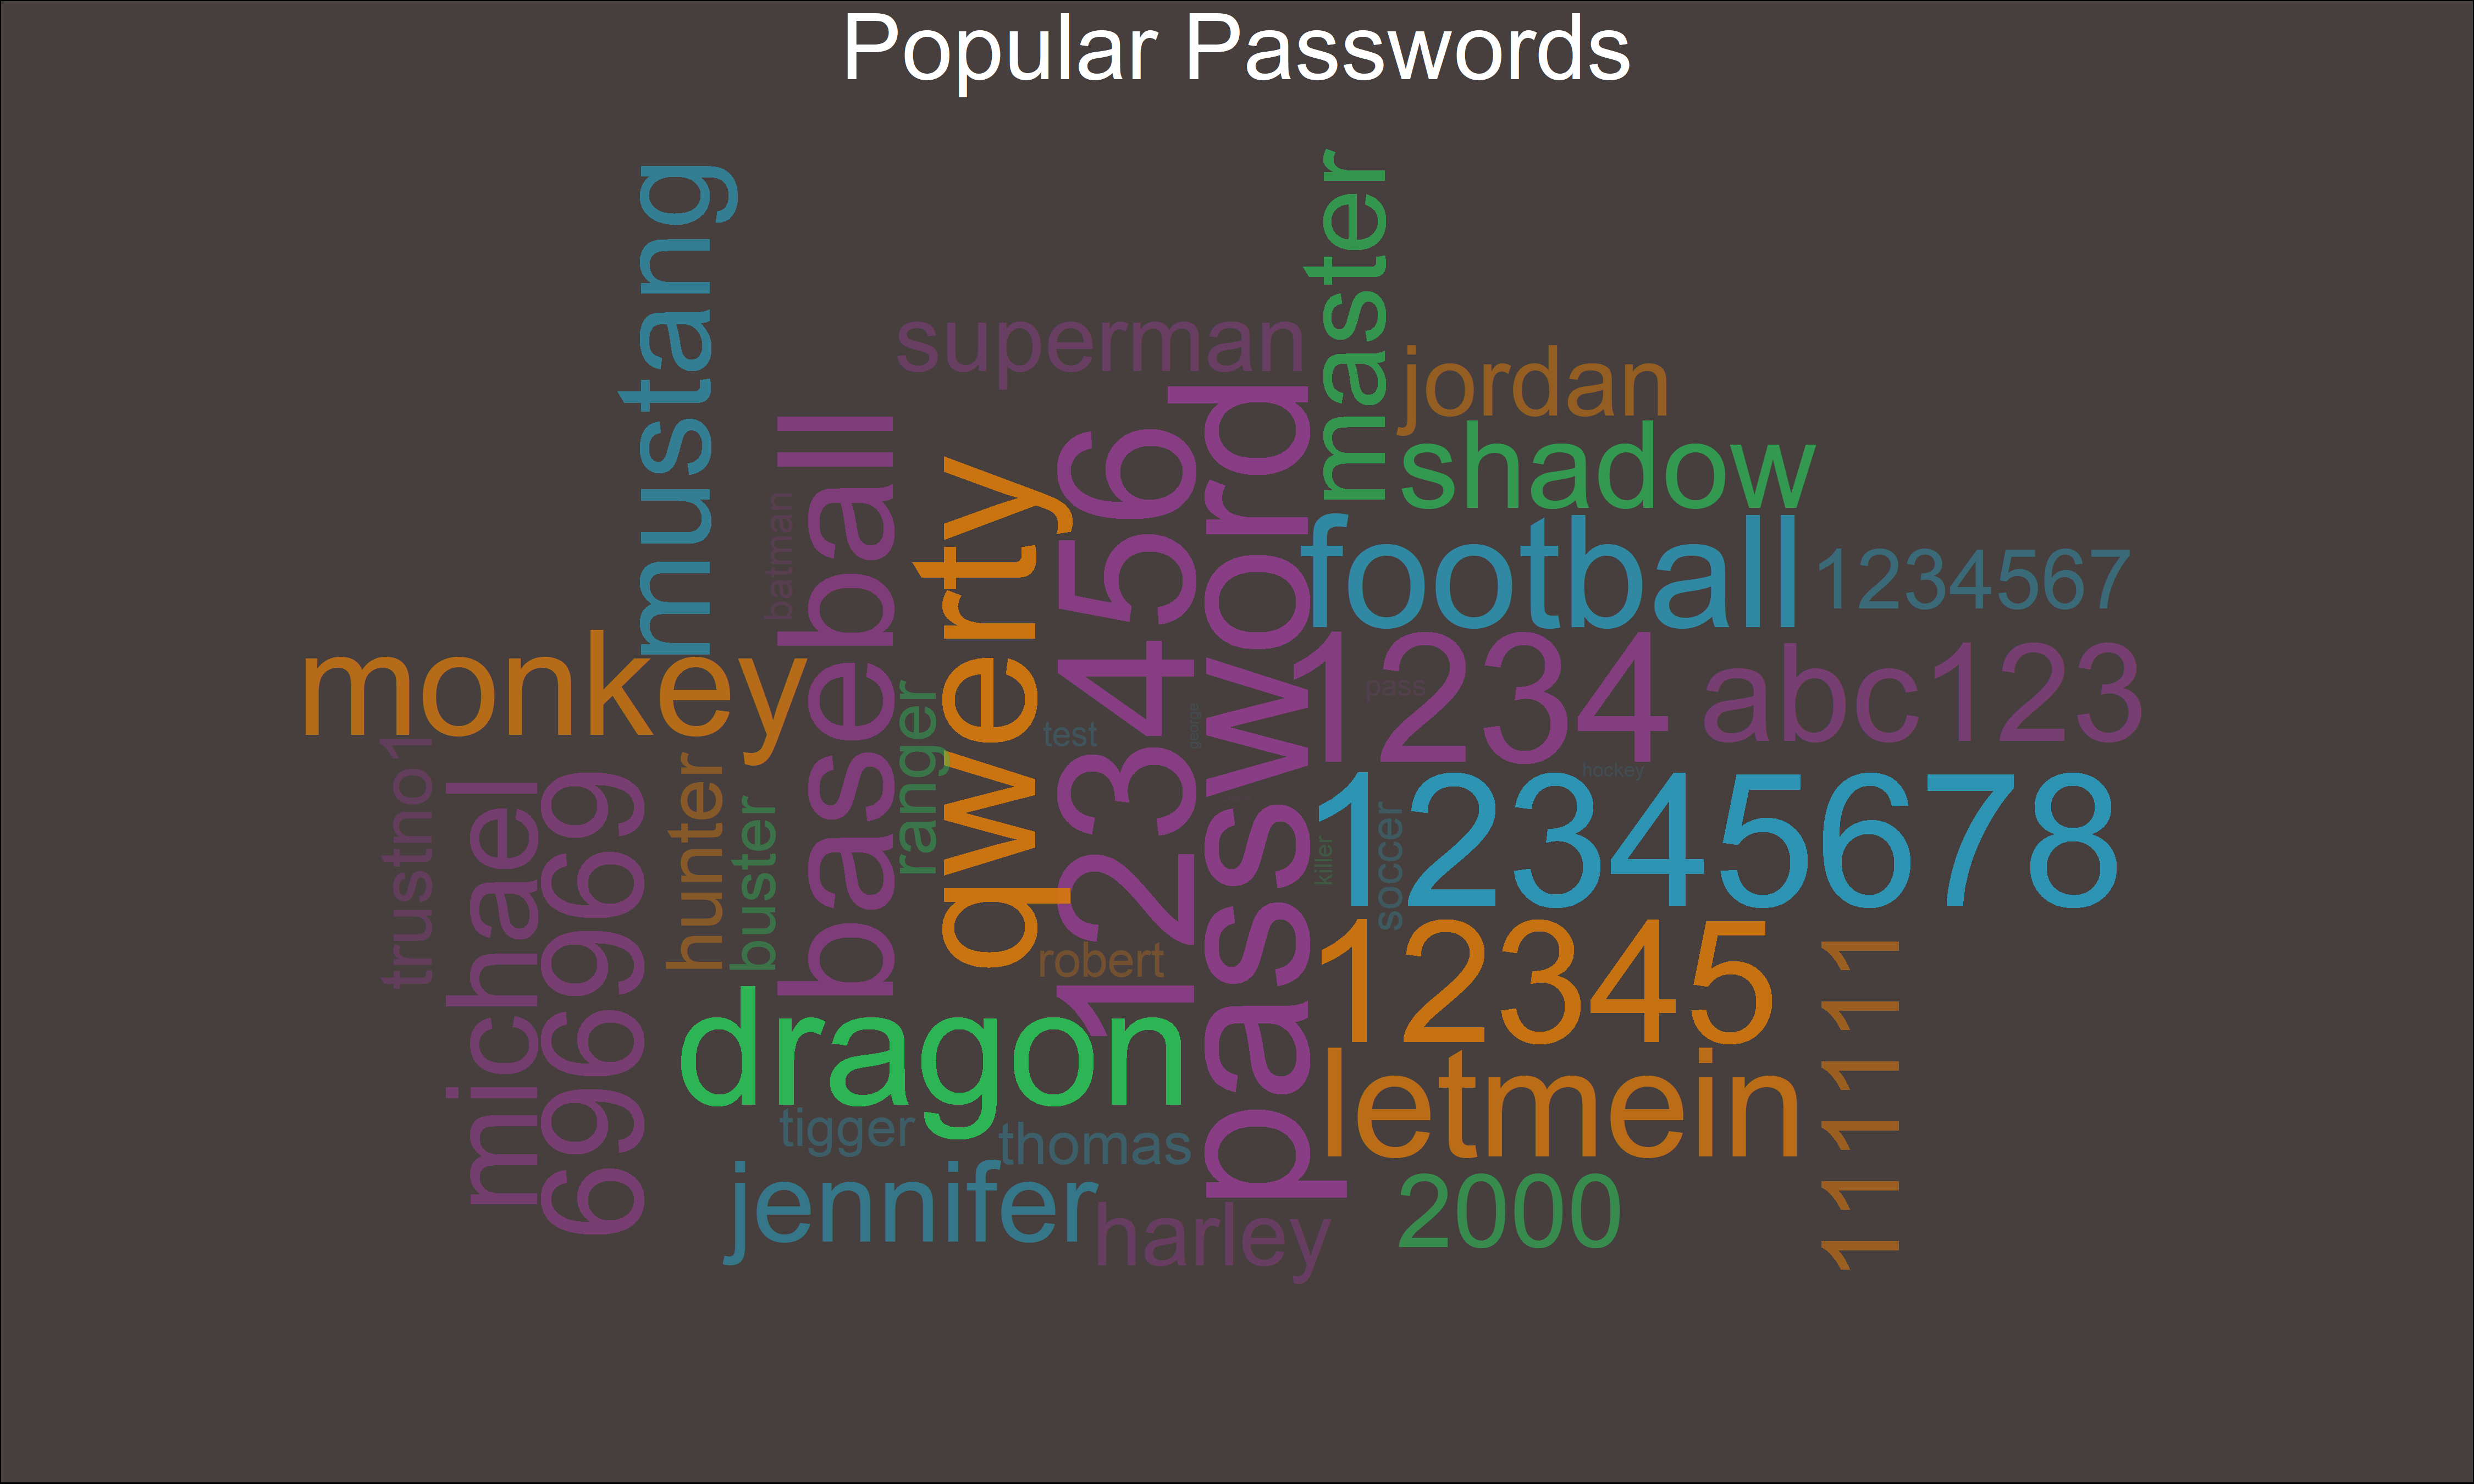 Popular Passwords
mustang
master
superman
jordan
shadow
password
123456
baseball
qwerty
batman
football
1234567
monkey
1234
pass
abc123
ranger
test
george
trustno1
michael
696969
hunter
buster
hockey
12345678
killer
soccer
12345
robert
111111
dragon
letmein
tigger
thomas
jennifer
harley
2000